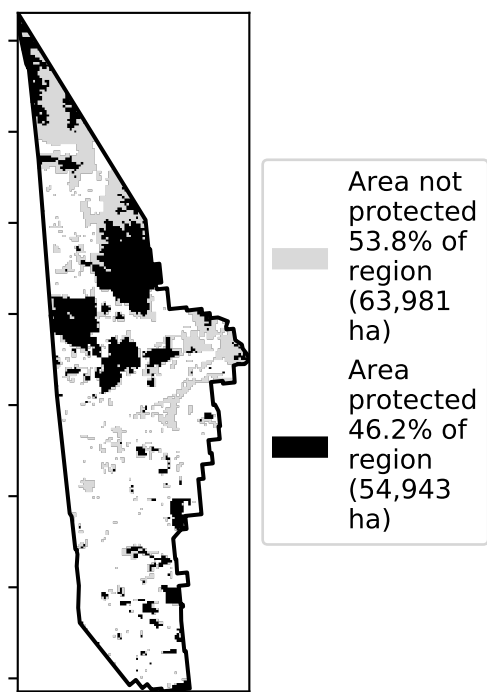 Area not
protected
53.8% of
region
(63,981
ha)
Area
protected
46.2% of
region
(54,943
ha)